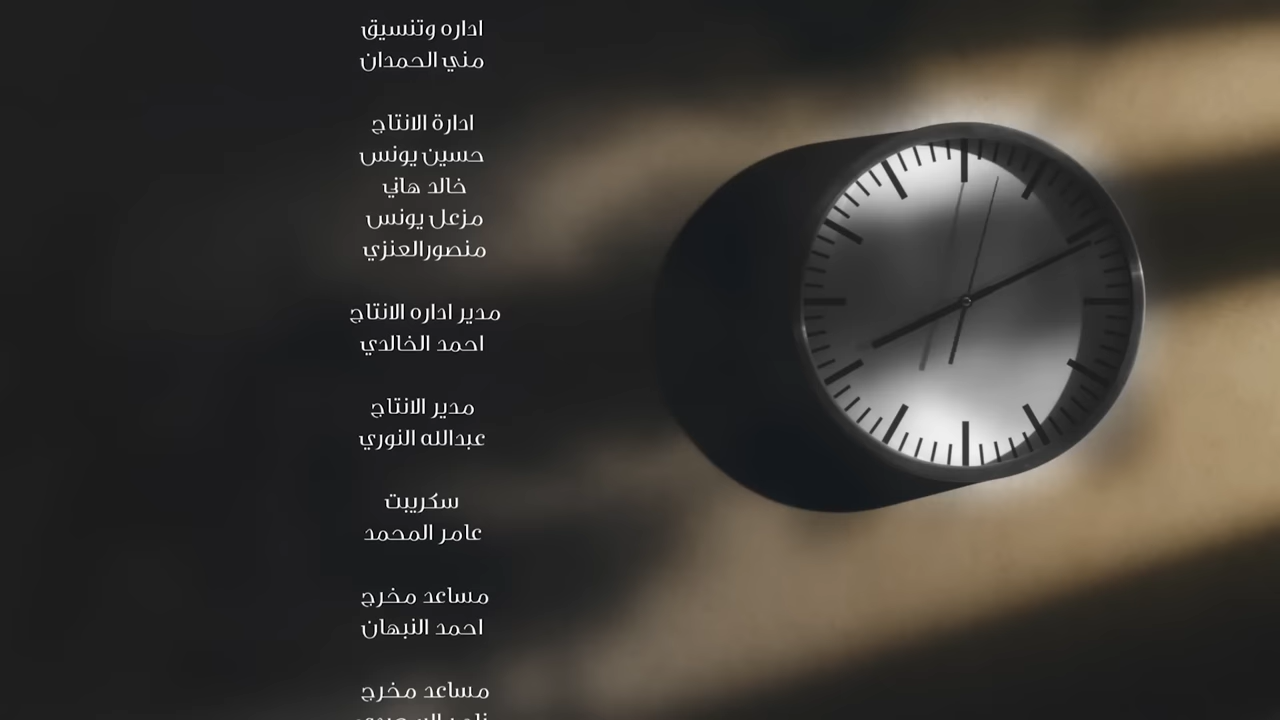 اداره وتنسيق
مني الحمدان
ادارة الانتاج
حسين يونس
خالد هاني
مزعل يونس
منصورالعنزي
مدير اداره الانتاج
احمد الخالدي
مدير الانتاج
عبدالله النوري
سكريبت
عامر المحمد
مساعد مخرج
احمد النبهان
مساعد مخرج